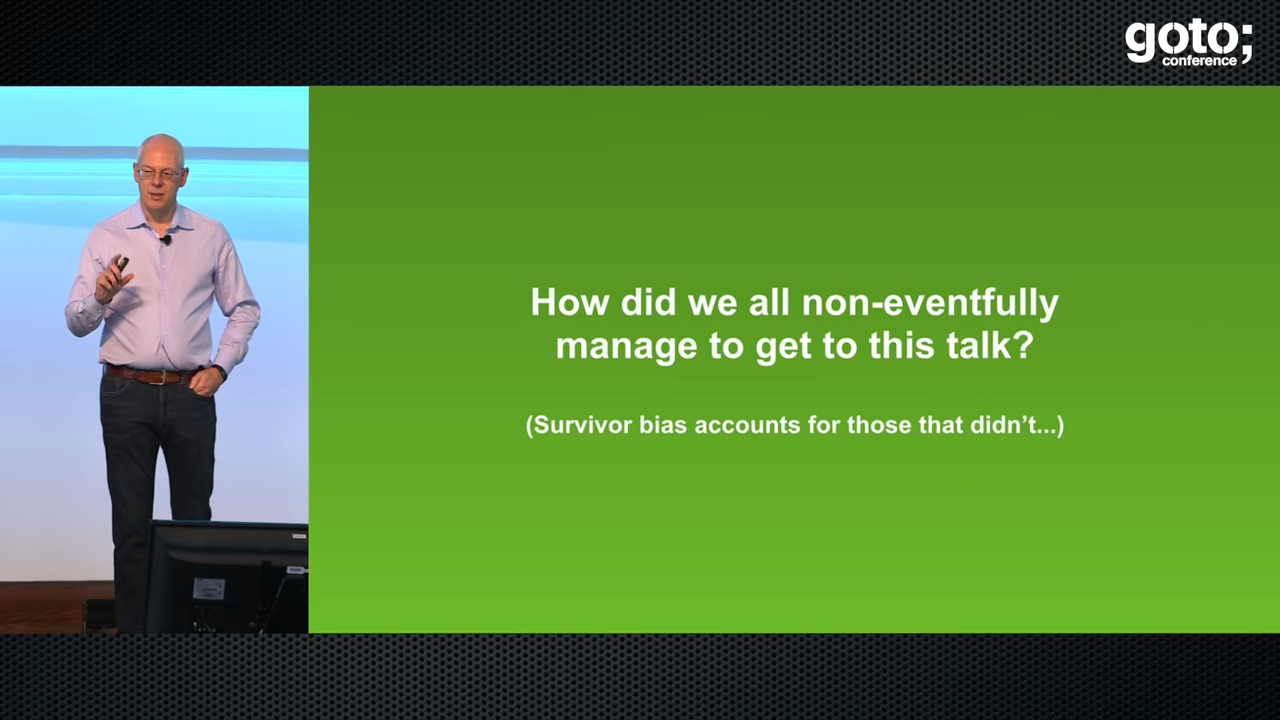 goto;
conference
How did we all non-eventfully
manage to get to this talk?
(Survivor bias accounts for those that didn't...)